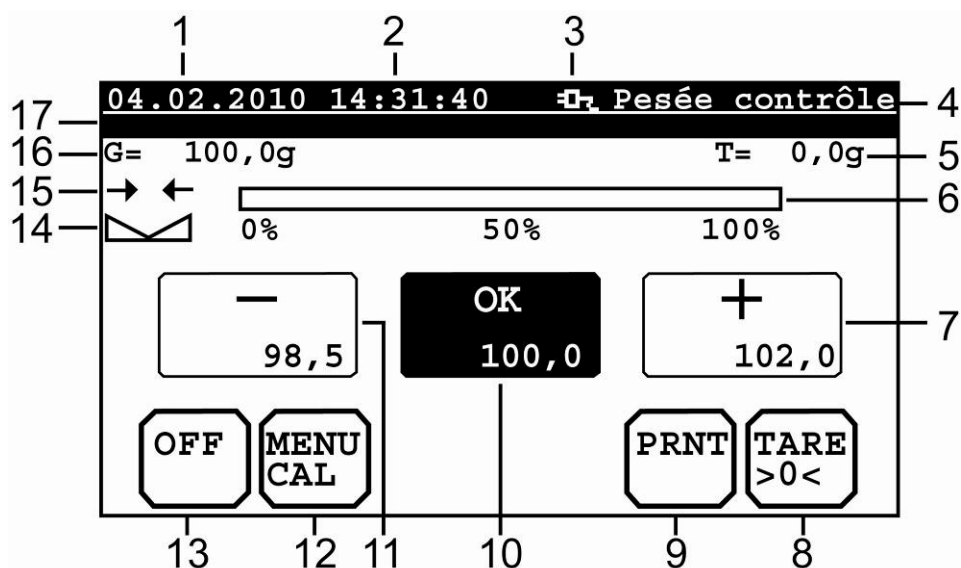 1 2 3
04.02.2010 14:31:40 Pesée contrôle 4
17
16 G= 100,0g T= 0,0g 5
15
6
14 0% 50% 100%
— OK +
7
98,5 100,0 102,0
OFF MENU PRNT TARE
CAL >0<
13 12 11 10 9 8